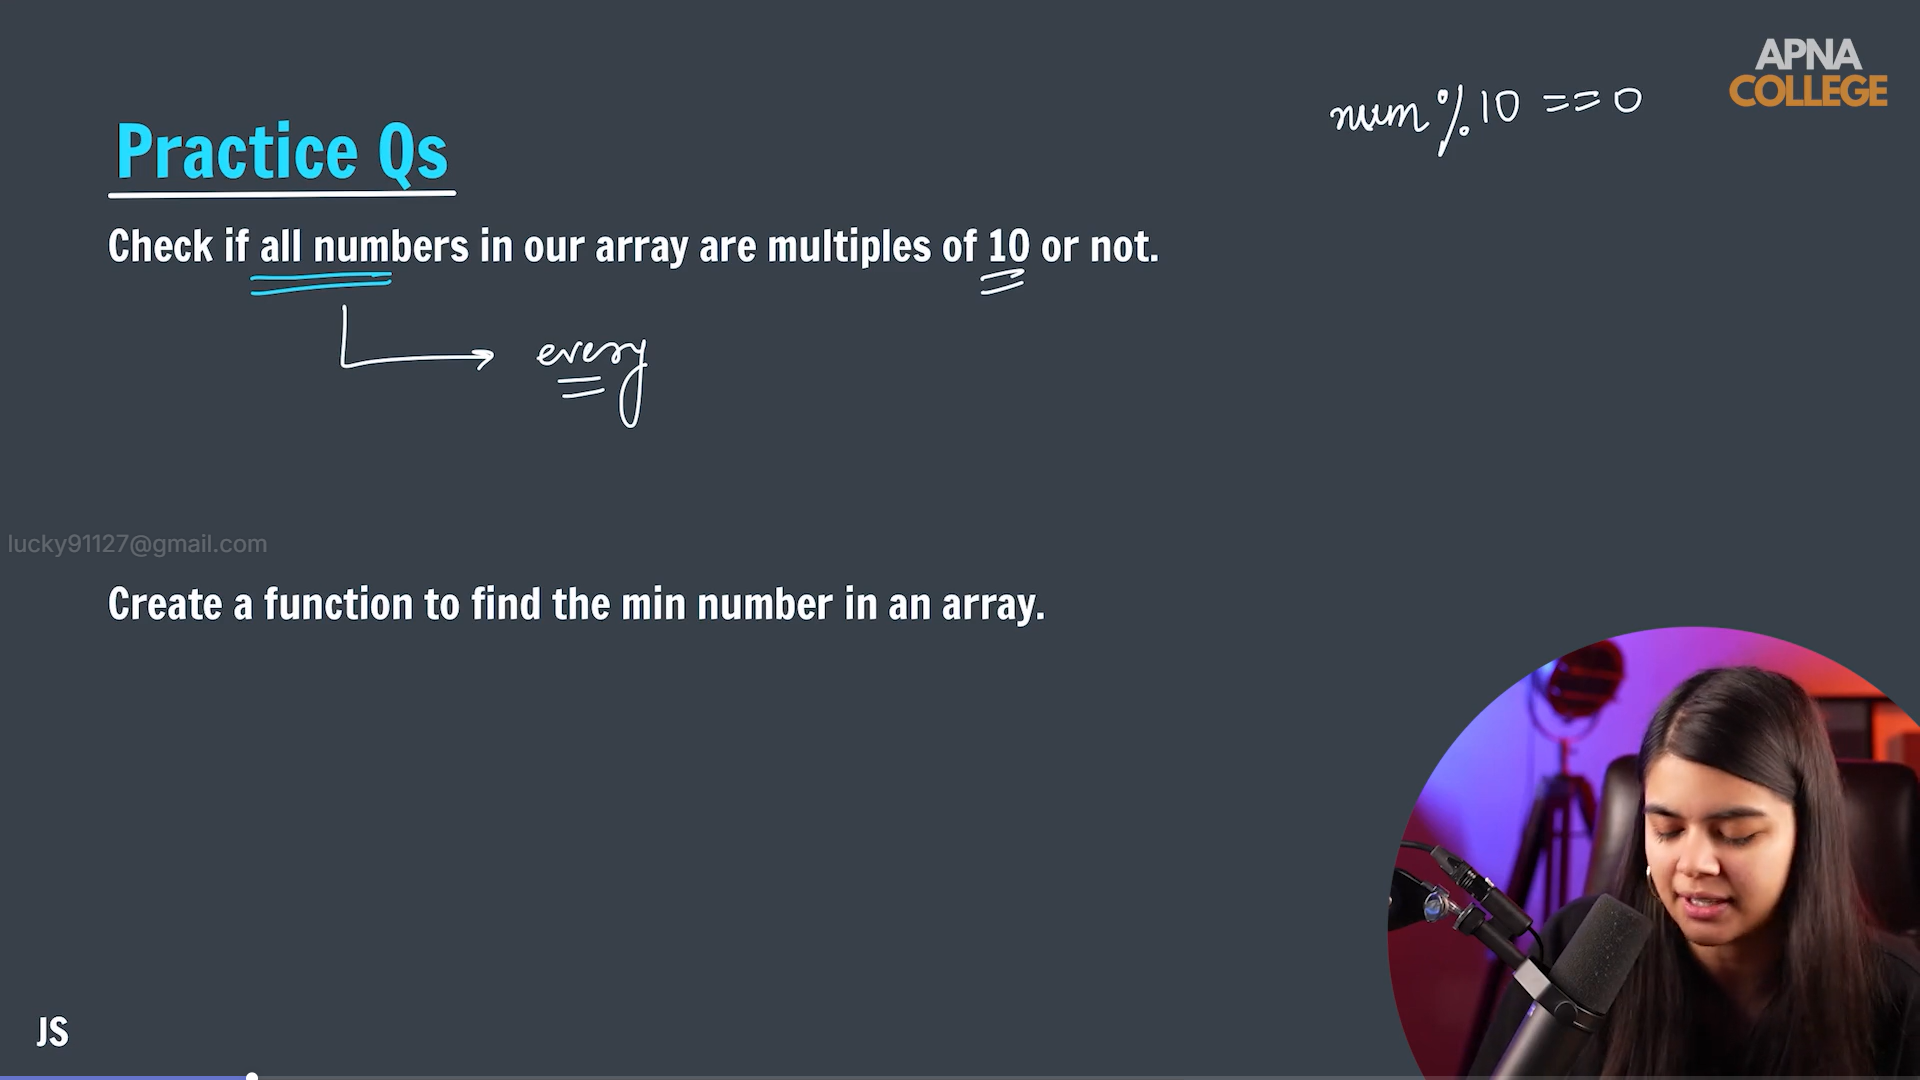 APNA
COLLEGE
num % 10 == 0
Practice Qs
Check if all numbers in our array are multiples of 10 or not.
every
lucky91127@gmail.com
Create a function to find the min number in an array.
JS